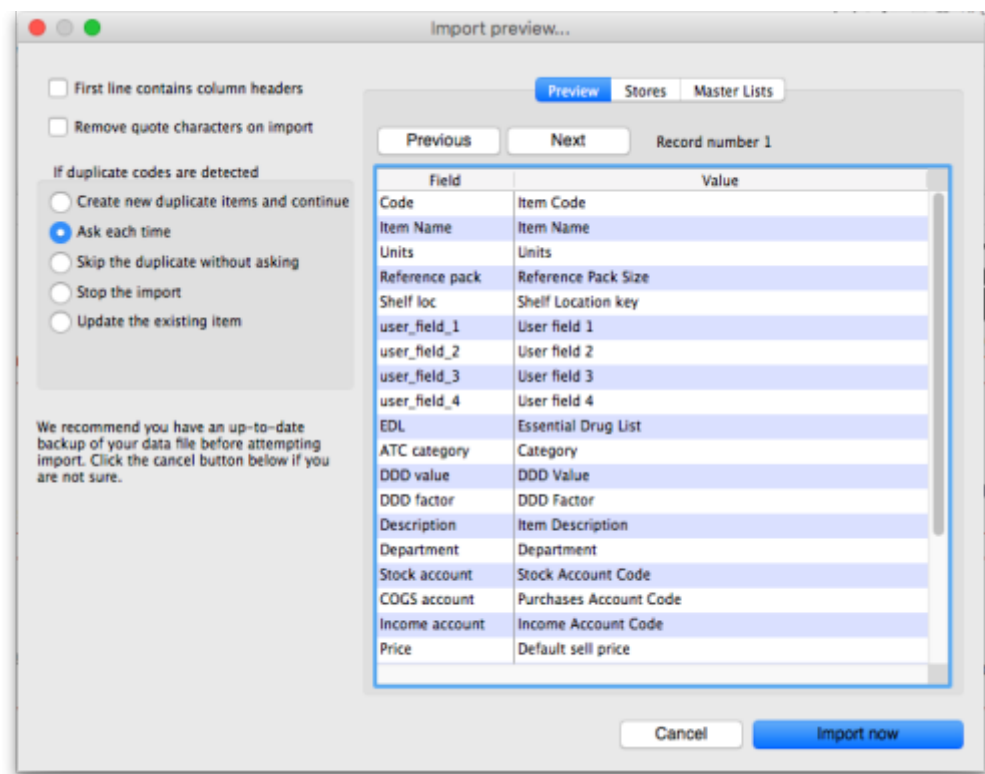 Import preview...
First line contains column headers
Remove quote characters on import
If duplicate codes are detected
Create new duplicate items and continue
Ask each time
Skip the duplicate without asking
Stop the import
Update the existing item
We recommend you have an up-to-date
backup of your data file before attempting
import. Click the cancel button below if you
are not sure.
Preview Stores Master Lists
Previous Next Record number 1
Field Value
Code Item Code
Item Name Item Name
Units Units
Reference pack Reference Pack Size
Shelf loc Shelf Location key
user_field_1 User field 1
user_field_2 User field 2
user_field_3 User field 3
user_field_4 User field 4
EDL Essential Drug List
ATC category Category
DDD value DDD Value
DDD factor DDD Factor
Description Item Description
Department Department
Stock account Stock Account Code
COGS account Purchases Account Code
Income account Income Account Code
Price Default sell price
Cancel Import now